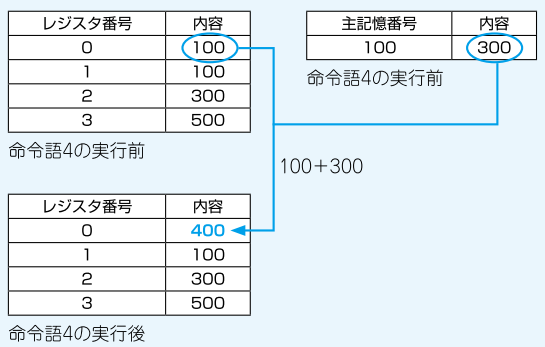 レジスタ番号 内容
0 100
1 100
2 300
3 500
命令語4の実行前
主記憶番号 内容
100 300
命令語4の実行前
100+300
レジスタ番号 内容
0 400
1 100
2 300
3 500
命令語4の実行後